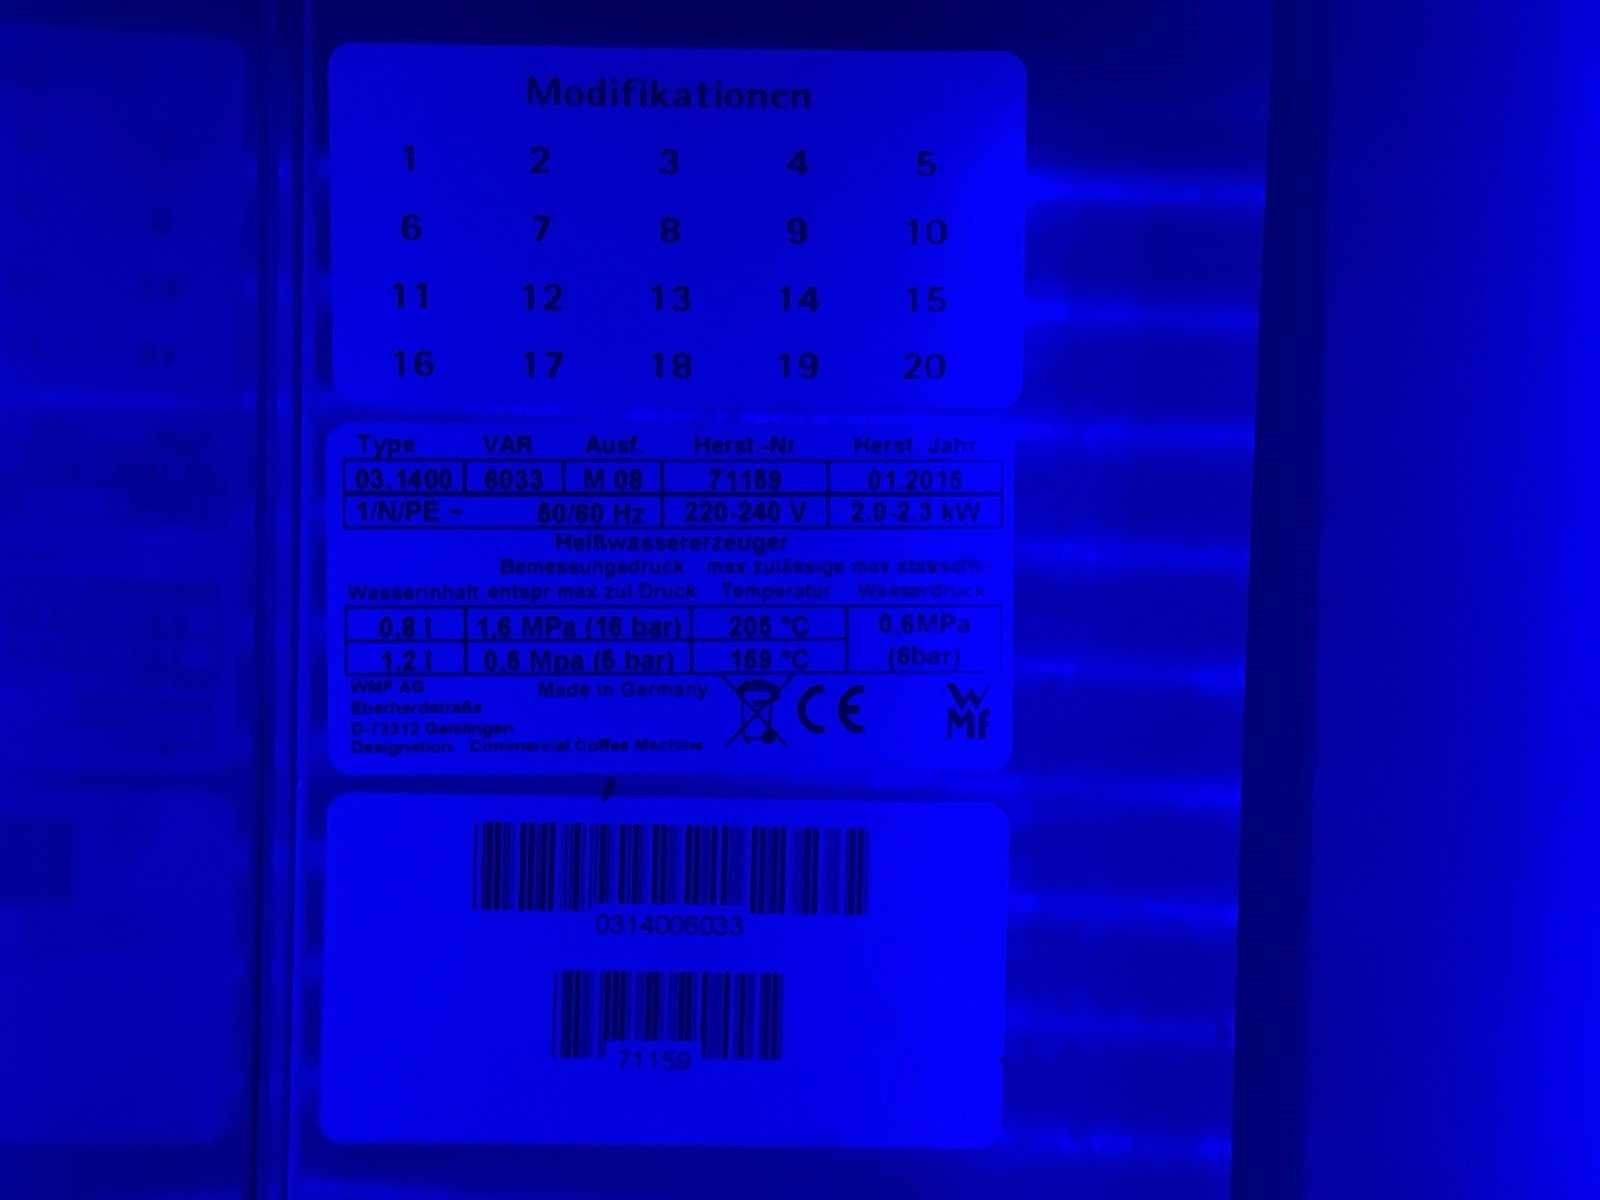 Modifikationen
1 2 3 4 5
6 7 8 9 10
11 12 13 14 15
16 17 18 19 20
Type VAR Ausf. Herst.-Nr Herst. Jahr
03.1400 6033 M 08 71159 01.2015
1/N/PE ~ 50/60 Hz 220-240 V 2.0-2.3 kW
Heißwassererzeuger
Bemessungsdruck max zulässige max
Wasserinhalt entspr max zul Druck Temperatur Wasserdruck
0,8 l 1,6 MPa (16 bar) 205 °C 0,6MPa
1,2 l 0,5 Mpa (5 bar) 159 °C (6bar)
WMF AG Made in Germany
Eberhardstraße
D-73312 Geislingen
Designation: Commercial Coffee Machine
CE
WMF
0314006033
71159